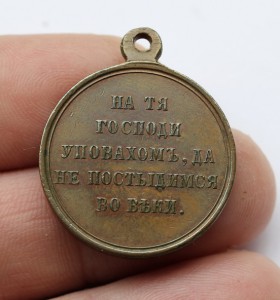 НА ТЯ
ГОСПОДИ
УПОВАХОМЪ, ДА
НЕ ПОСТЫДИМСЯ
ВО ВѢКИ.